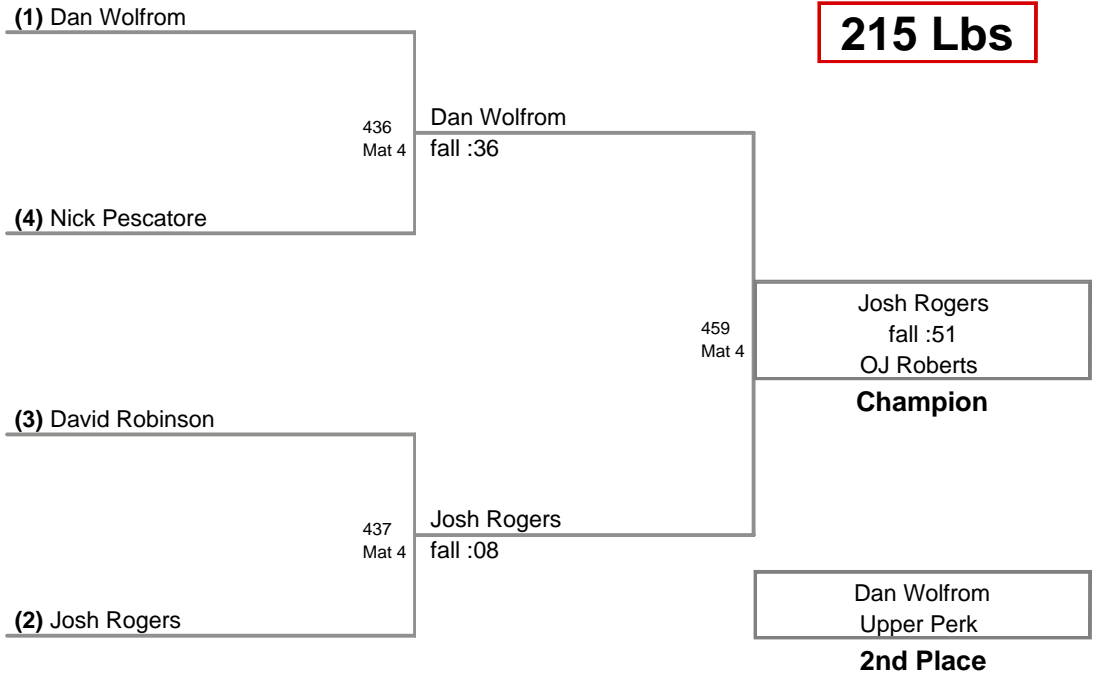 (1) Dan Wolfrom
215 Lbs
436
Mat 4
Dan Wolfrom
fall :36
(4) Nick Pescatore
459
Mat 4
Josh Rogers
fall :51
OJ Roberts
Champion
(3) David Robinson
437
Mat 4
Josh Rogers
fall :08
(2) Josh Rogers
Dan Wolfrom
Upper Perk
2nd Place